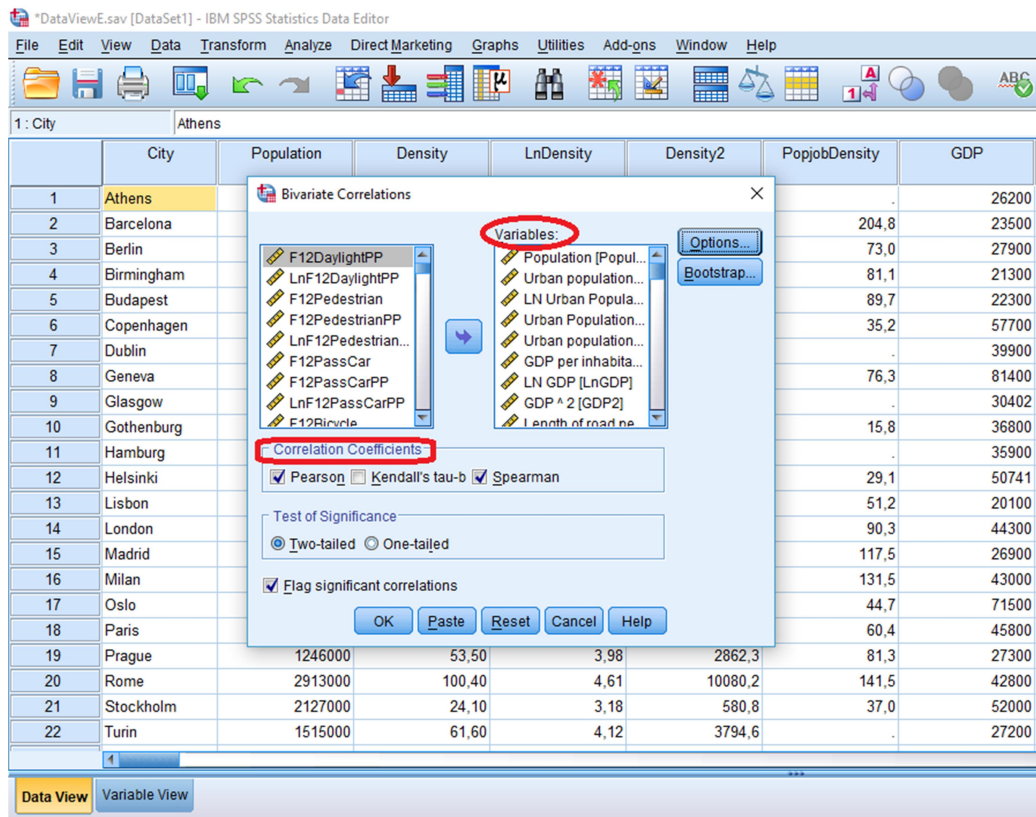 *DataViewE.sav [DataSet1] - IBM SPSS Statistics Data Editor
File Edit View Data Transform Analyze Direct Marketing Graphs Utilities Add-ons Window Help
A
1
μ
ABC
1 : City Athens
City Population Density LnDensity Density2 PopjobDensity GDP
1 Athens . 26200
2 Barcelona 204,8 23500
3 Berlin 73,0 27900
4 Birmingham 81,1 21300
5 Budapest 89,7 22300
6 Copenhagen 35,2 57700
7 Dublin . 39900
8 Geneva 76,3 81400
9 Glasgow . 30402
10 Gothenburg 15,8 36800
11 Hamburg . 35900
12 Helsinki 29,1 50741
13 Lisbon 51,2 20100
14 London 90,3 44300
15 Madrid 117,5 26900
16 Milan 131,5 43000
17 Oslo 44,7 71500
18 Paris 60,4 45800
19 Prague 1246000 53,50 3,98 2862,3 81,3 27300
20 Rome 2913000 100,40 4,61 10080,2 141,5 42800
21 Stockholm 2127000 24,10 3,18 580,8 37,0 52000
22 Turin 1515000 61,60 4,12 3794,6 . 27200
Bivariate Correlations
Variables:
F12DaylightPP
LnF12DaylightPP
F12Pedestrian
F12PedestrianPP
LnF12Pedestrian...
F12PassCar
F12PassCarPP
LnF12PassCarPP
F12Bicycle
Population [Popul...
Urban population...
LN Urban Popula...
Urban Population...
Urban population...
GDP per inhabita...
LN GDP [LnGDP]
GDP ^ 2 [GDP2]
Length of road ne...
Options...
Bootstrap...
Correlation Coefficients
Pearson Kendall's tau-b Spearman
Test of Significance
Two-tailed One-tailed
Flag significant correlations
OK Paste Reset Cancel Help
Data View Variable View